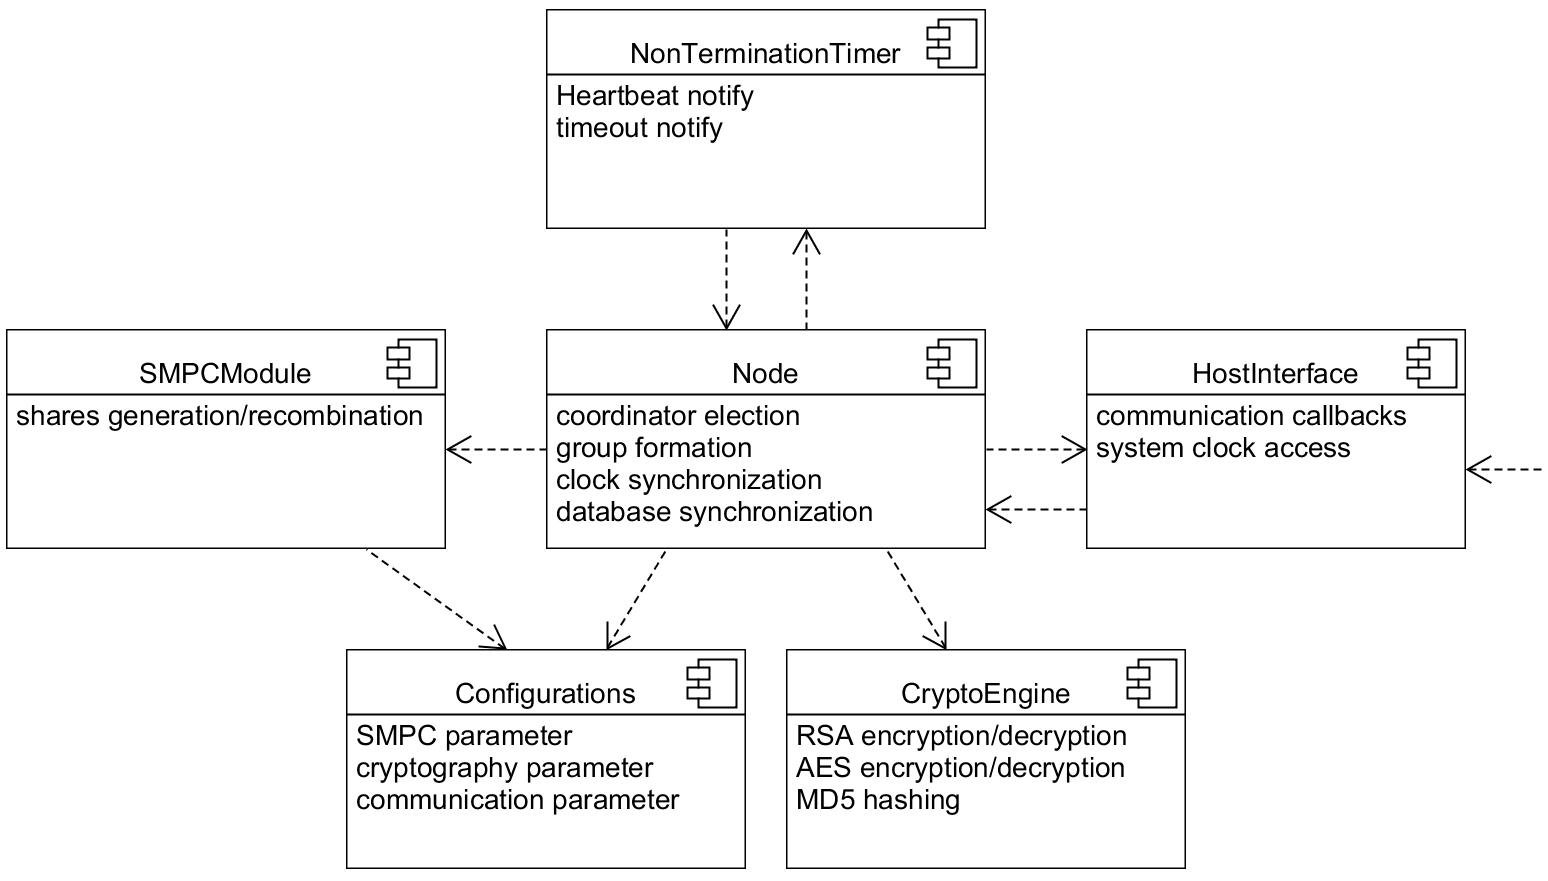 NonTerminationTimer
Heartbeat notify
timeout notify
SMPCModule
shares generation/recombination
Node
coordinator election
group formation
clock synchronization
database synchronization
HostInterface
communication callbacks
system clock access
Configurations
SMPC parameter
cryptography parameter
communication parameter
CryptoEngine
RSA encryption/decryption
AES encryption/decryption
MD5 hashing